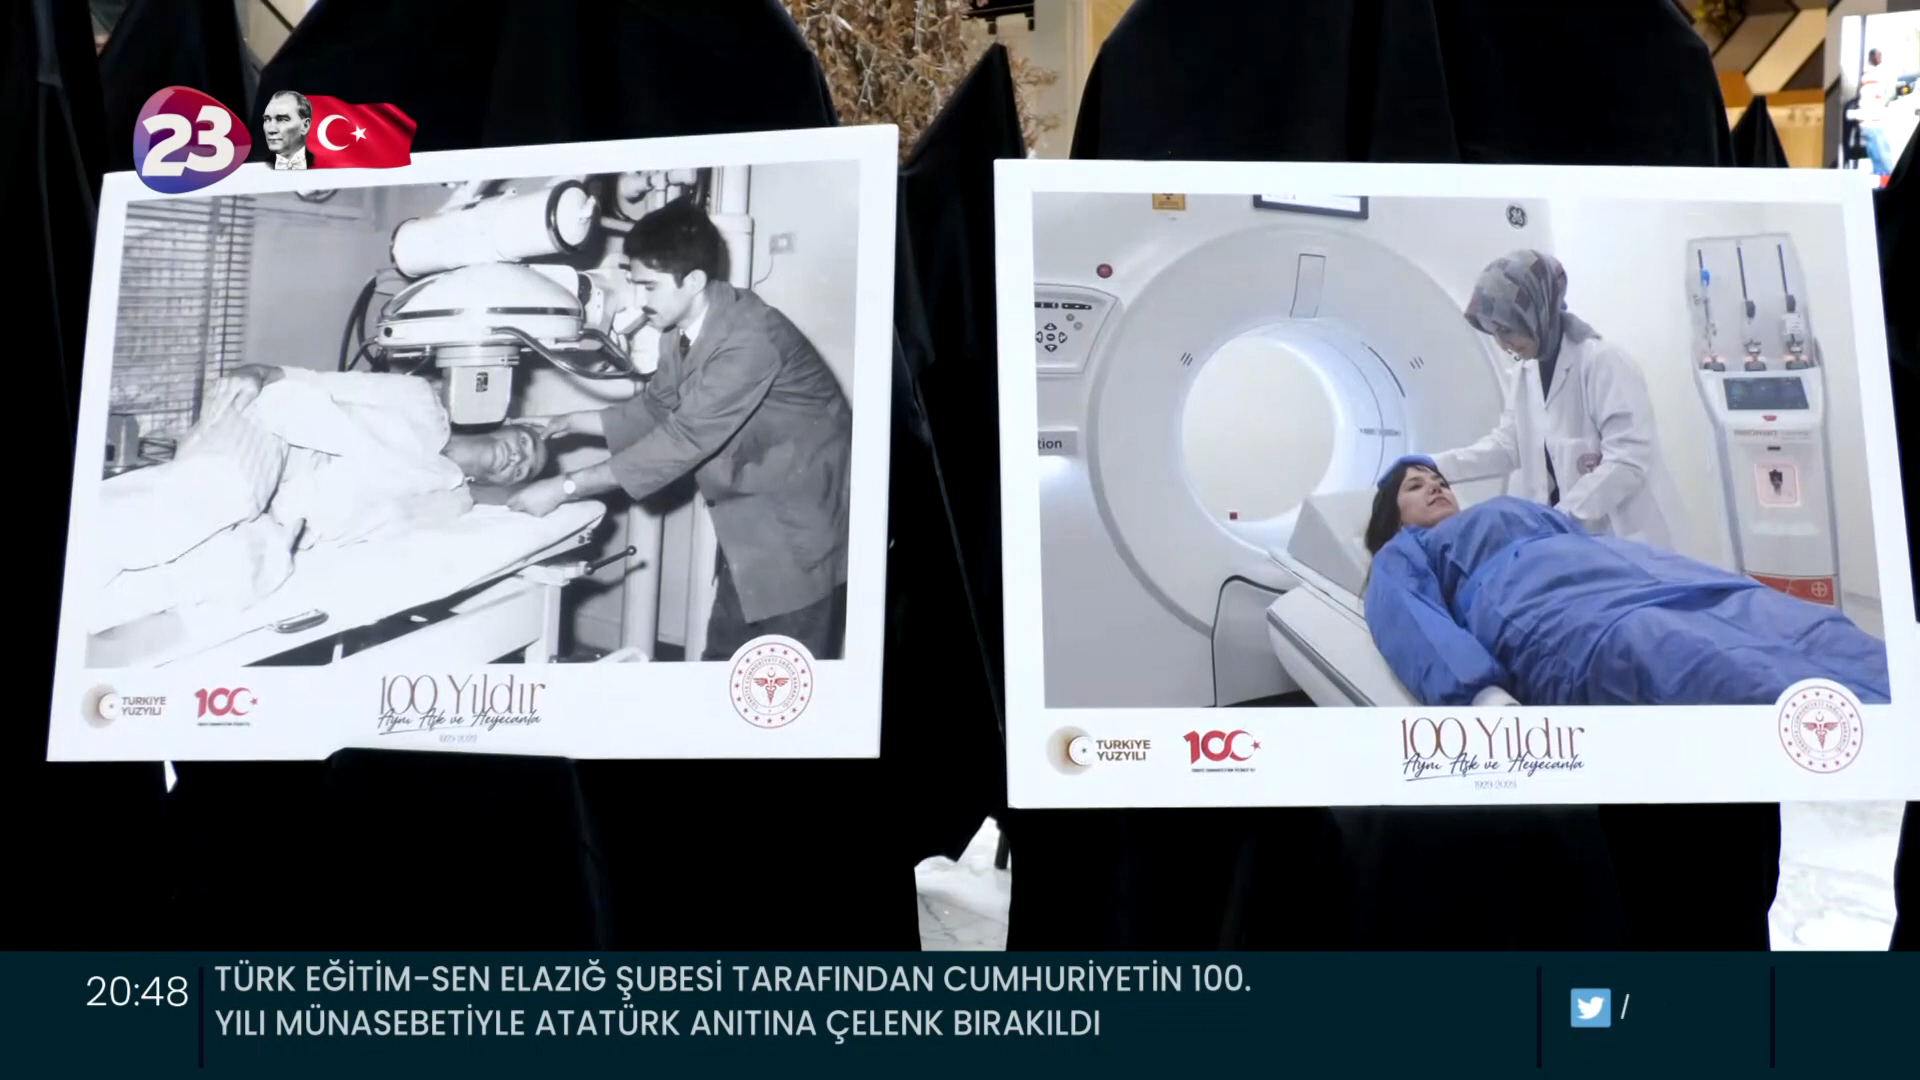 23
tion
TÜRKİYE
YÜZYILI
100
100 Yıldır
Aynı Aşk ve Heyecanla
1923-2023
TÜRKİYE
YÜZYILI
100
100 Yıldır
Aynı Aşk ve Heyecanla
1923-2023
20:48
TÜRK EĞİTİM-SEN ELAZIĞ ŞUBESİ TARAFINDAN CUMHURİYETİN 100.
YILI MÜNASEBETİYLE ATATÜRK ANITINA ÇELENK BIRAKILDI
/